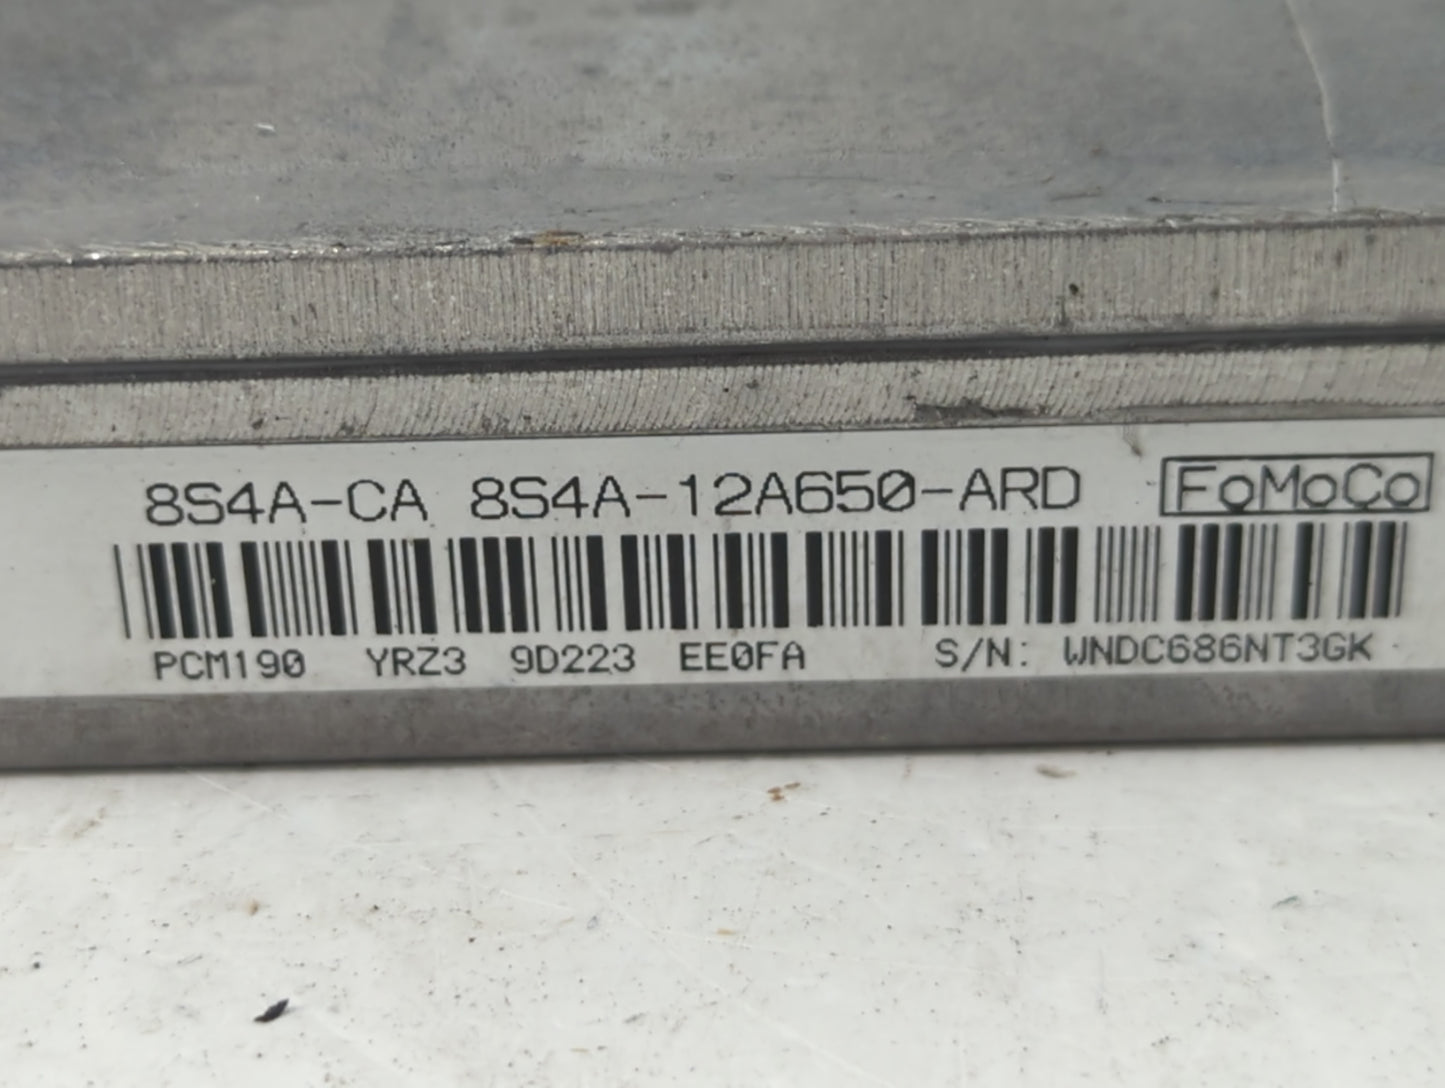 8S4A-CA 8S4A-12A650-ARD FoMoCo
PCM190 YRZ3 9D223 EE0FA S/N: WNDC686NT3GK